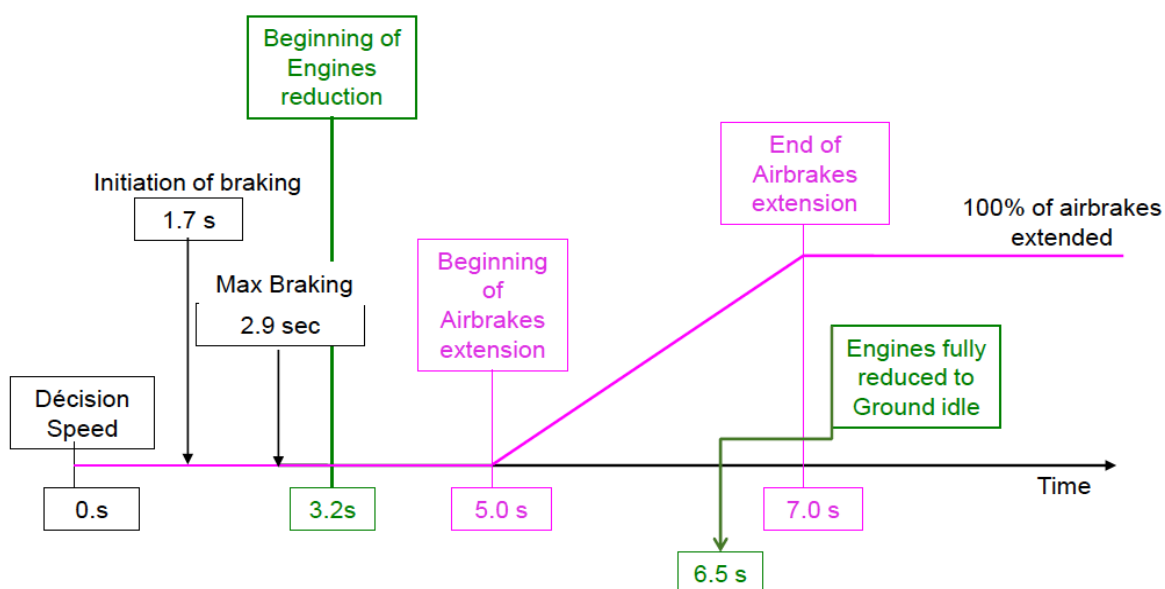 Beginning of
Engines
reduction
Initiation of braking
1.7 s
Max Braking
2.9 sec
Décision
Speed
0.s
3.2s
Beginning
of
Airbrakes
extension
5.0 s
End of
Airbrakes
extension
7.0 s
100% of airbrakes
extended
Engines fully
reduced to
Ground idle
6.5 s
Time